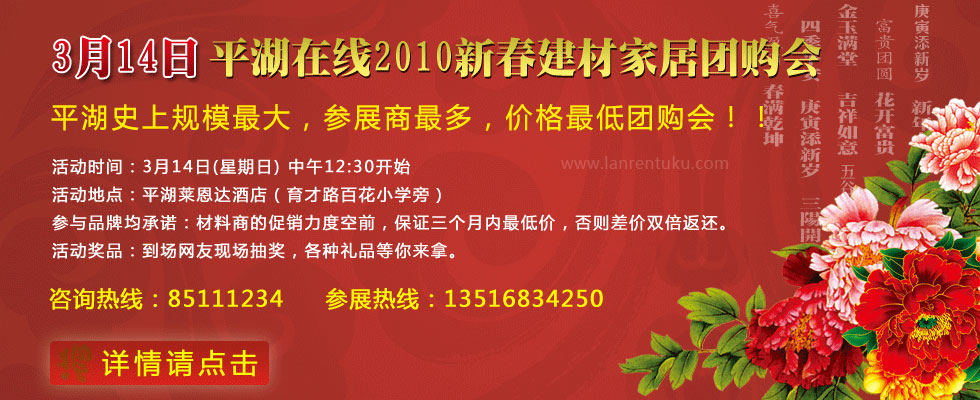 3月14日 平湖在线2010新春建材家居团购会
平湖史上规模最大，参展商最多，价格最低团购会！！
活动时间：3月14日(星期日) 中午12:30开始
活动地点：平湖莱恩达酒店（育才路百花小学旁）
参与品牌均承诺：材料商的促销力度空前，保证三个月内最低价，否则差价双倍返还。
活动奖品：到场网友现场抽奖，各种礼品等你来拿。
咨询热线：85111234 参展热线：13516834250
详情请点击
www.lanrentuku.com
庚寅添新岁
富贵团圆 花开富贵
金玉满堂 吉祥如意 五谷
四季 庚寅添新岁 三陽開
喜气 春满乾坤